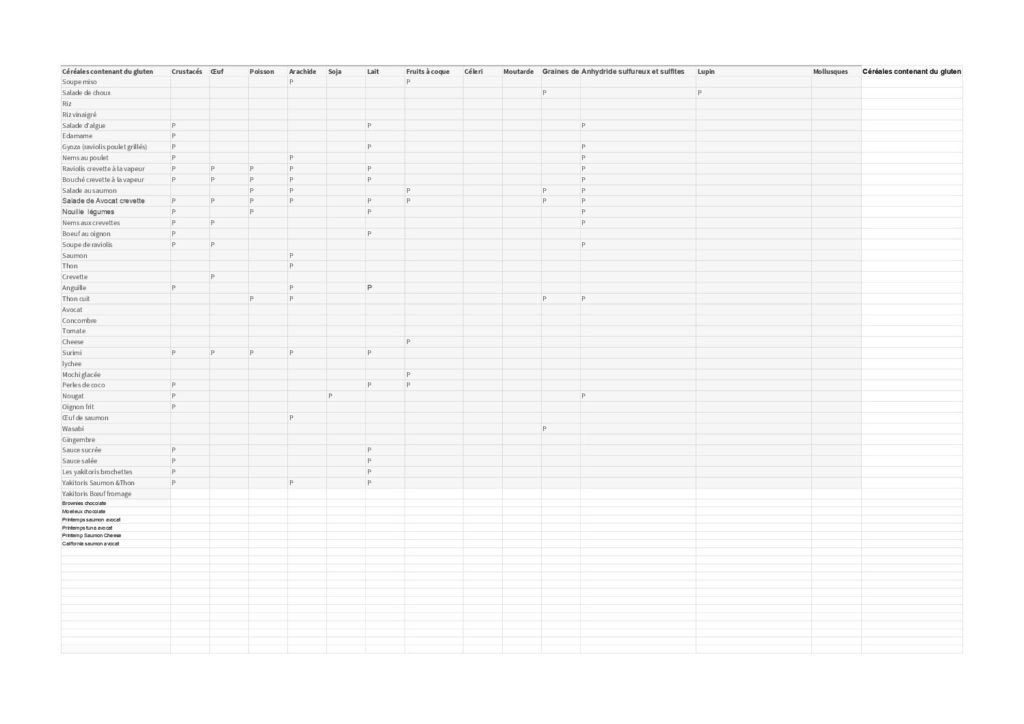 Céréales contenant du gluten Crustacés Œuf Poisson Arachide Soja Lait Fruits à coque Céleri Moutarde Graines de Anhydride sulfureux et sulfites Lupin Mollusques Céréales contenant du gluten
Soupe miso P P
Salade de choux P P
Riz
Riz vinaigré
Salade d'algue P P P
Edamame P
Gyoza (raviolis poulet grillés) P P P
Nems au poulet P P P
Raviolis crevette à la vapeur P P P P P P
Bouché crevette à la vapeur P P P P P P
Salade au saumon P P P P P
Salade de Avocat crevette P P P P P P P P
Nouille légumes P P P P
Nems aux crevettes P P P
Boeuf au oignon P P
Soupe de raviolis P P P
Saumon P
Thon P
Crevette P
Anguille P P P
Thon cuit P P P P
Avocat
Concombre
Tomate
Cheese P
Surimi P P P P P
lychee
Mochi glacée P
Perles de coco P P P
Nougat P P P
Oignon frit P
Œuf de saumon P
Wasabi P
Gingembre
Sauce sucrée P P
Sauce salée P P
Les yakitoris brochettes P P
Yakitoris Saumon &Thon P P P
Yakitoris Bœuf fromage
Brownies chocolate
Moelleux chocolate
Printemps saumon avocat
Printemps tuna avocat
Printemp Saumon Cheese
California saumon avocat